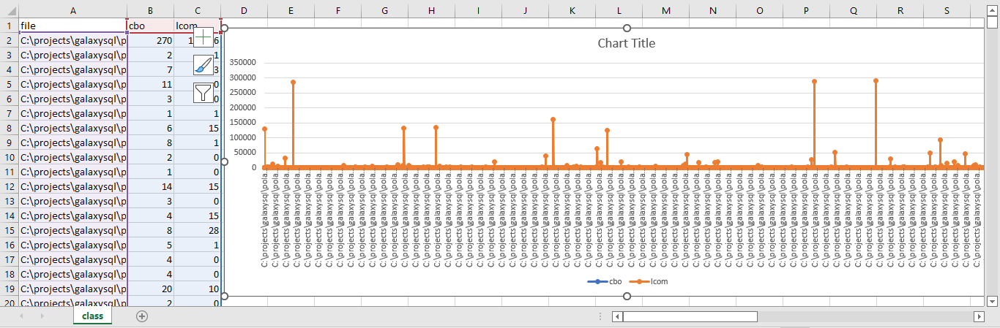 A B C D E F G H I J K L M N O P Q R S
1 file cbo lcom
2 C:\projects\galaxysql\p 270 1 6
3 C:\projects\galaxysql\p 2 1
4 C:\projects\galaxysql\p 7 3
5 C:\projects\galaxysql\p 11 0
6 C:\projects\galaxysql\p 3 0
7 C:\projects\galaxysql\p 1 1
8 C:\projects\galaxysql\p 6 15
9 C:\projects\galaxysql\p 8 1
10 C:\projects\galaxysql\p 2 0
11 C:\projects\galaxysql\p 1 0
12 C:\projects\galaxysql\p 14 15
13 C:\projects\galaxysql\p 3 0
14 C:\projects\galaxysql\p 4 15
15 C:\projects\galaxysql\p 8 28
16 C:\projects\galaxysql\p 5 1
17 C:\projects\galaxysql\p 4 0
18 C:\projects\galaxysql\p 4 0
19 C:\projects\galaxysql\p 20 10
20 C:\projects\galaxysql\p 2 0
Chart Title
350000
300000
250000
200000
150000
100000
50000
0
cbo lcom
class